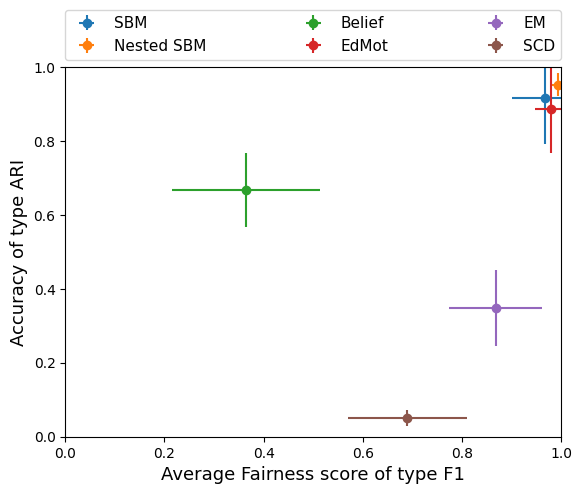 SBM Belief EM
Nested SBM EdMot SCD
1.0
0.8
0.6
0.4
0.2
0.0
Accuracy of type ARI
0.0 0.2 0.4 0.6 0.8 1.0
Average Fairness score of type F1